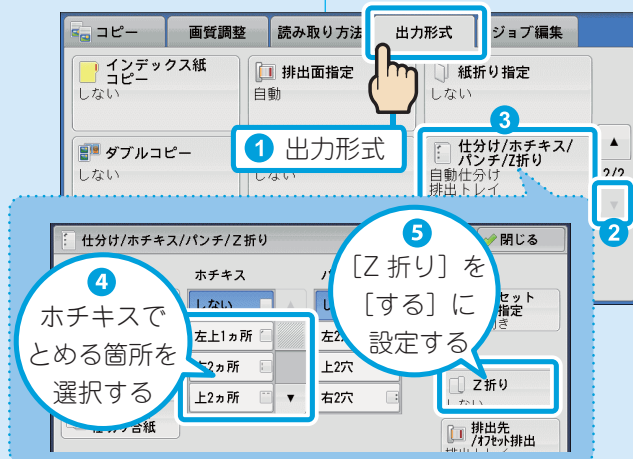 コピー
画質調整
読み取り方法
出力形式
ジョブ編集
インデックス紙
コピー
しない
排出面指定
自動
紙折り指定
しない
1 出力形式
3
ダブルコピー
しない
しない
仕分け/ホチキス/
パンチ/Z折り
自動仕分け
排出トレイ
▲
2/2
▼
2
仕分け/ホチキス/パンチ/Z折り
閉じる
4
ホチキスで
とめる箇所を
選択する
5
[Z 折り] を
[する] に
設定する
ホチキス
しない
左上1ヵ所
2ヵ所
上2ヵ所
▲
▼
上2穴
右2穴
Z折り
しない
合紙
排出先
/オフセット排出